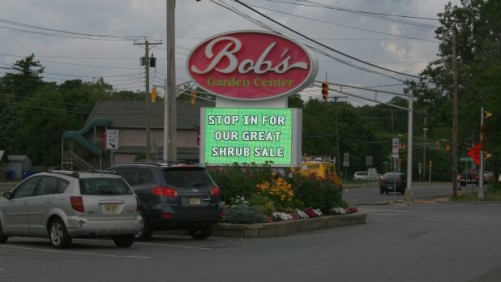 Bob's
Garden Center
STOP IN FOR
OUR GREAT
SHRUB SALE